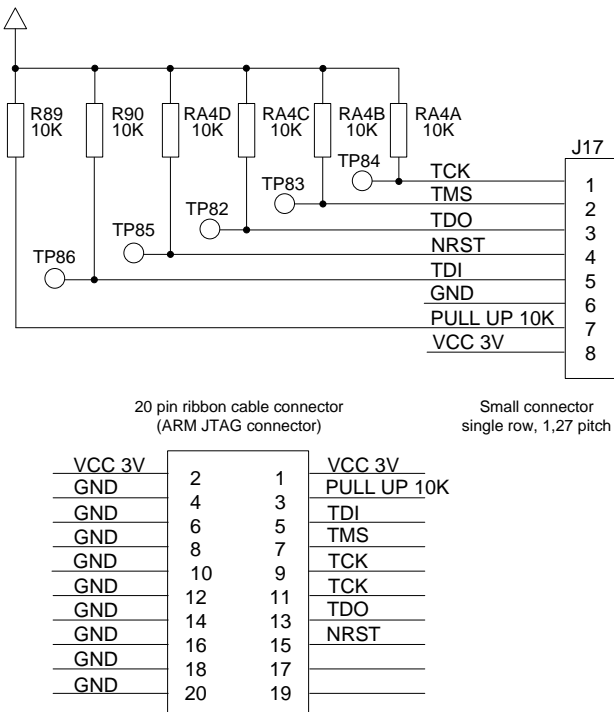 R89 R90 RA4D RA4C RA4B RA4A
10K 10K 10K 10K 10K 10K
J17
TP84 TCK 1
TP83 TMS 2
TP82 TDO 3
TP85 NRST 4
TP86 TDI 5
GND 6
PULL UP 10K 7
VCC 3V 8
20 pin ribbon cable connector
(ARM JTAG connector)
Small connector
single row, 1,27 pitch
VCC 3V 2 1 VCC 3V
GND 4 3 PULL UP 10K
GND 6 5 TDI
GND 8 7 TMS
GND 10 9 TCK
GND 12 11 TCK
GND 14 13 TDO
GND 16 15 NRST
GND 18 17
GND 20 19